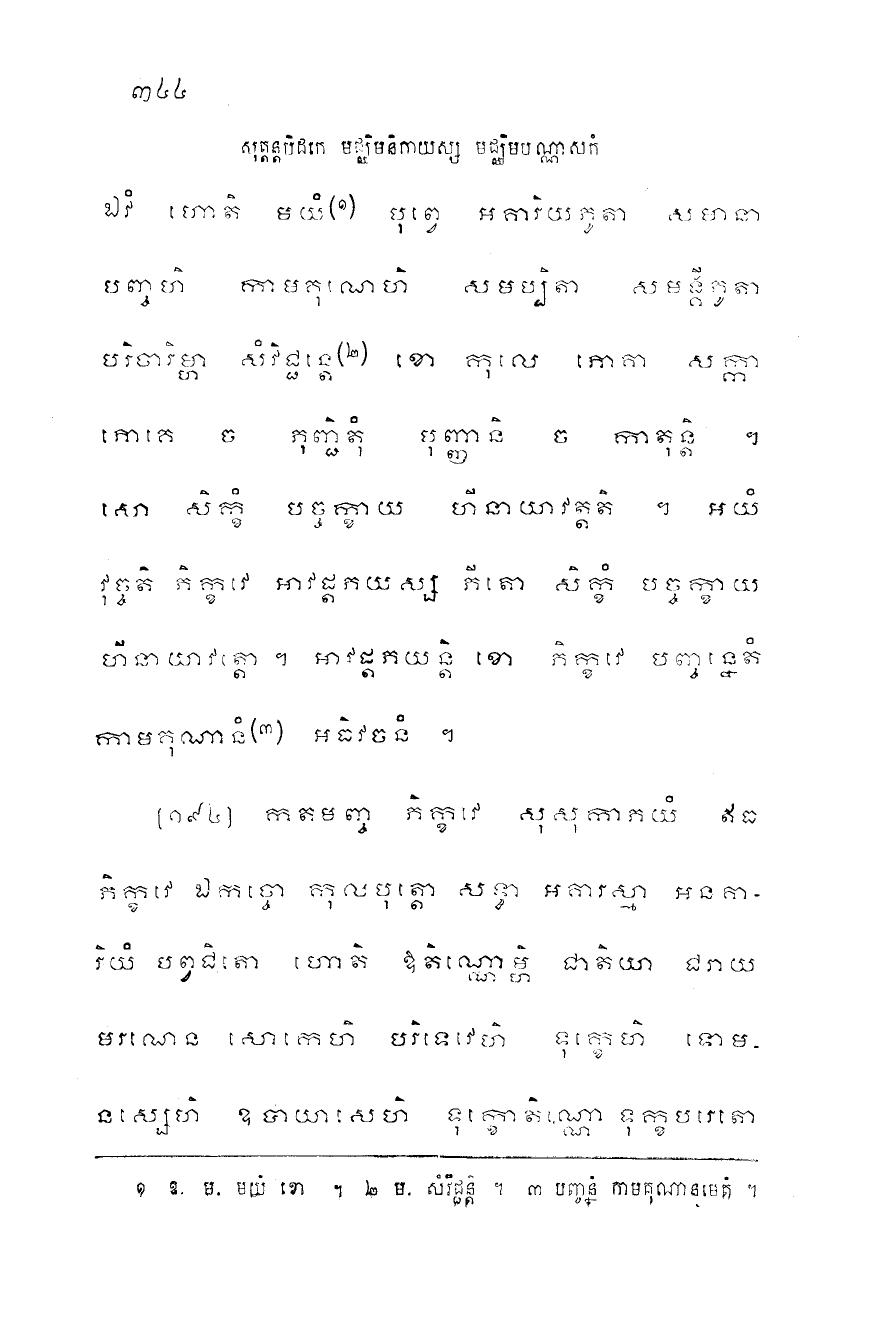 ៣៤៤
សុត្តន្តបិដកេ មជ្ឈិមនិកាយស្ស មជ្ឈិមបណ្ណាសកំ
ឯវំ ហោតិ មយំ(១) បុព្វេ អគារិយភូតា សមានា
បញ្ចហិ កាមគុណេហិ សមប្បិតា សមង្គីភូតា
បរិចារិម្ហា សំវិជ្ជន្តេ(២) ខោ កុលេ ភោគា សក្កា
ភោគេ ច ភុញ្ជិតុំ បុញ្ញានិ ច កាតុន្តិ ។
សោ សិក្ខំ បច្ចក្ខាយ ហីនាយាវត្តតិ ។ អយំ
វុច្ចតិ ភិក្ខវេ អាវដ្តភយស្ស ភីតោ សិក្ខំ បច្ចក្ខាយ
ហីនាយាវត្តោ ។ អាវដ្តភយន្តិ ខោ ភិក្ខវេ បញ្ចន្នេតំ
កាមគុណានំ(៣) អធិវចនំ ។
[១៩៤] កតមញ្ច ភិក្ខវេ សុសុកាភយំ ឥធ
ភិក្ខវេ ឯកច្ចោ កុលបុត្តោ សទ្ធា អគារស្មា អនគា-
រិយំ បព្វជិតោ ហោតិ ឱតិណ្ណោម្ហិ ជាតិយា ជរាយ
មរណេន សោកេហិ បរិទេវេហិ ទុក្ខេហិ ទោម-
នស្សេហិ ឧបាយាសេហិ ទុក្ខោតិណ្ណោ ទុក្ខបរេតោ
១ ឧ. ម. មយំ ខោ ។ ២ ម. សំវិជ្ជន្តិ ។ ៣ បញ្ចន្នំ កាមគុណានមេតំ ។